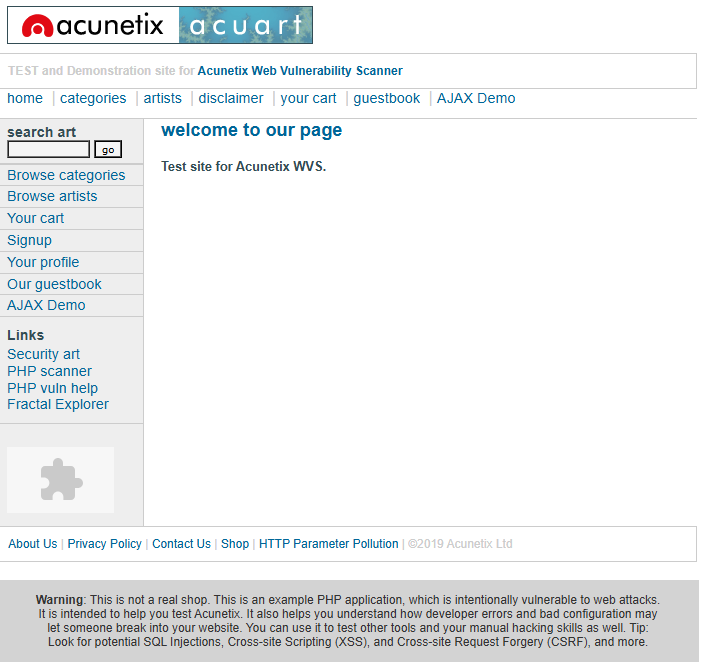 acunetix acuart
TEST and Demonstration site for Acunetix Web Vulnerability Scanner
home | categories | artists | disclaimer | your cart | guestbook | AJAX Demo
search art
go
Browse categories
Browse artists
Your cart
Signup
Your profile
Our guestbook
AJAX Demo
Links
Security art
PHP scanner
PHP vuln help
Fractal Explorer
welcome to our page
Test site for Acunetix WVS.
About Us | Privacy Policy | Contact Us | Shop | HTTP Parameter Pollution | ©2019 Acunetix Ltd
Warning: This is not a real shop. This is an example PHP application, which is intentionally vulnerable to web attacks.
It is intended to help you test Acunetix. It also helps you understand how developer errors and bad configuration may
let someone break into your website. You can use it to test other tools and your manual hacking skills as well. Tip:
Look for potential SQL Injections, Cross-site Scripting (XSS), and Cross-site Request Forgery (CSRF), and more.